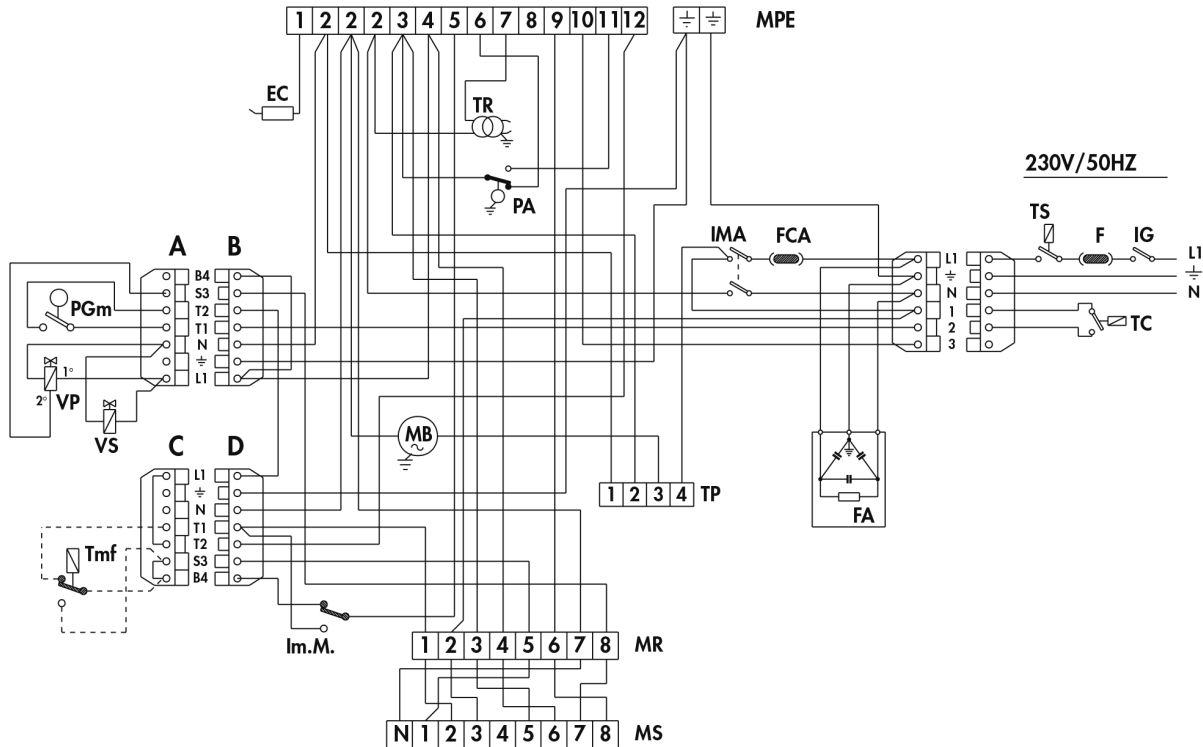 1 2 2 2 3 4 5 6 7 8 9 10 11 12 MPE
EC
TR
PA
230V/50HZ
TS
F IG
IMA FCA
L1
N
1
2
3
L1
N
TC
A B
B4
S3
T2
T1
N
L1
PGm
1°
2° VP
VS
MB
C D
L1
N
T1
T2
S3
B4
Tmf
1 2 3 4 TP
FA
Im.M.
1 2 3 4 5 6 7 8 MR
N 1 2 3 4 5 6 7 8 MS